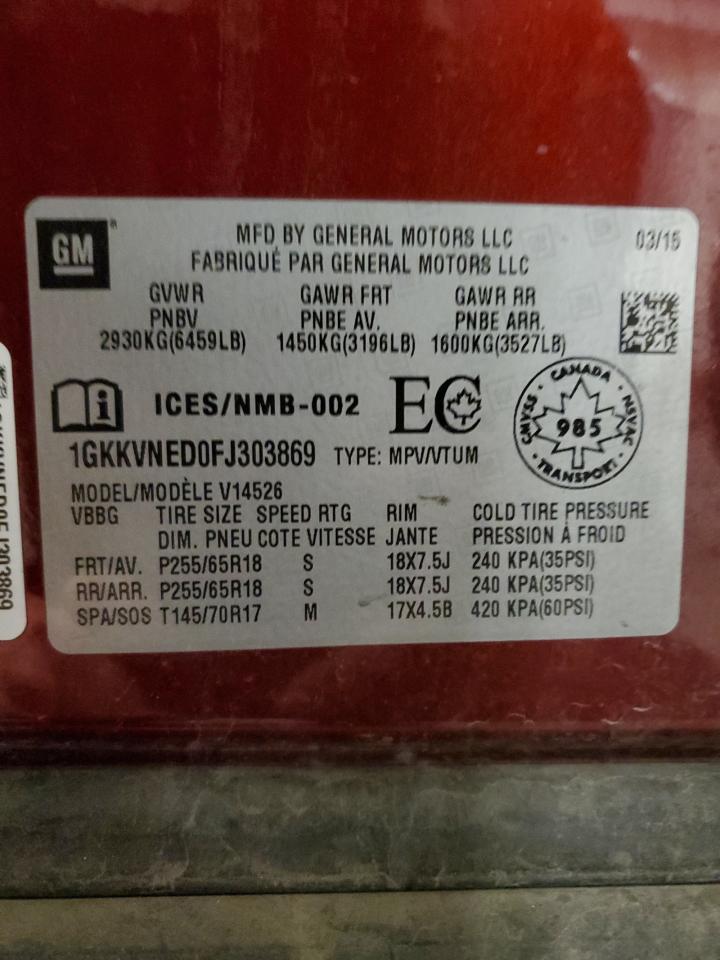 GM
MFD BY GENERAL MOTORS LLC
03/15
FABRIQUÉ PAR GENERAL MOTORS LLC
GVWR GAWR FRT GAWR RR
PNBV PNBE AV. PNBE ARR.
2930KG(6459LB) 1450KG(3196LB) 1600KG(3527LB)
ICES/NMB-002 EC
CANADA
CMVSS 985 NSVAC
TRANSPORT
1GKKVNED0FJ303869 TYPE: MPV/VTUM
MODEL/MODÈLE V14526
VBBG TIRE SIZE SPEED RTG RIM COLD TIRE PRESSURE
DIM. PNEU COTE VITESSE JANTE PRESSION À FROID
FRT/AV. P255/65R18 S 18X7.5J 240 KPA(35PSI)
RR/ARR. P255/65R18 S 18X7.5J 240 KPA(35PSI)
SPA/SOS T145/70R17 M 17X4.5B 420 KPA(60PSI)